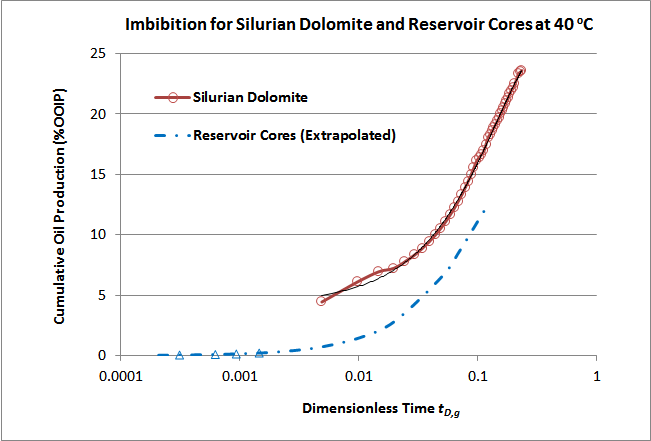 Imbibition for Silurian Dolomite and Reservoir Cores at 40 ºC
25
20
15
10
5
0
Cumulative Oil Production (%OOIP)
Silurian Dolomite
Reservoir Cores (Extrapolated)
0.0001 0.001 0.01 0.1 1
Dimensionless Time tD,g